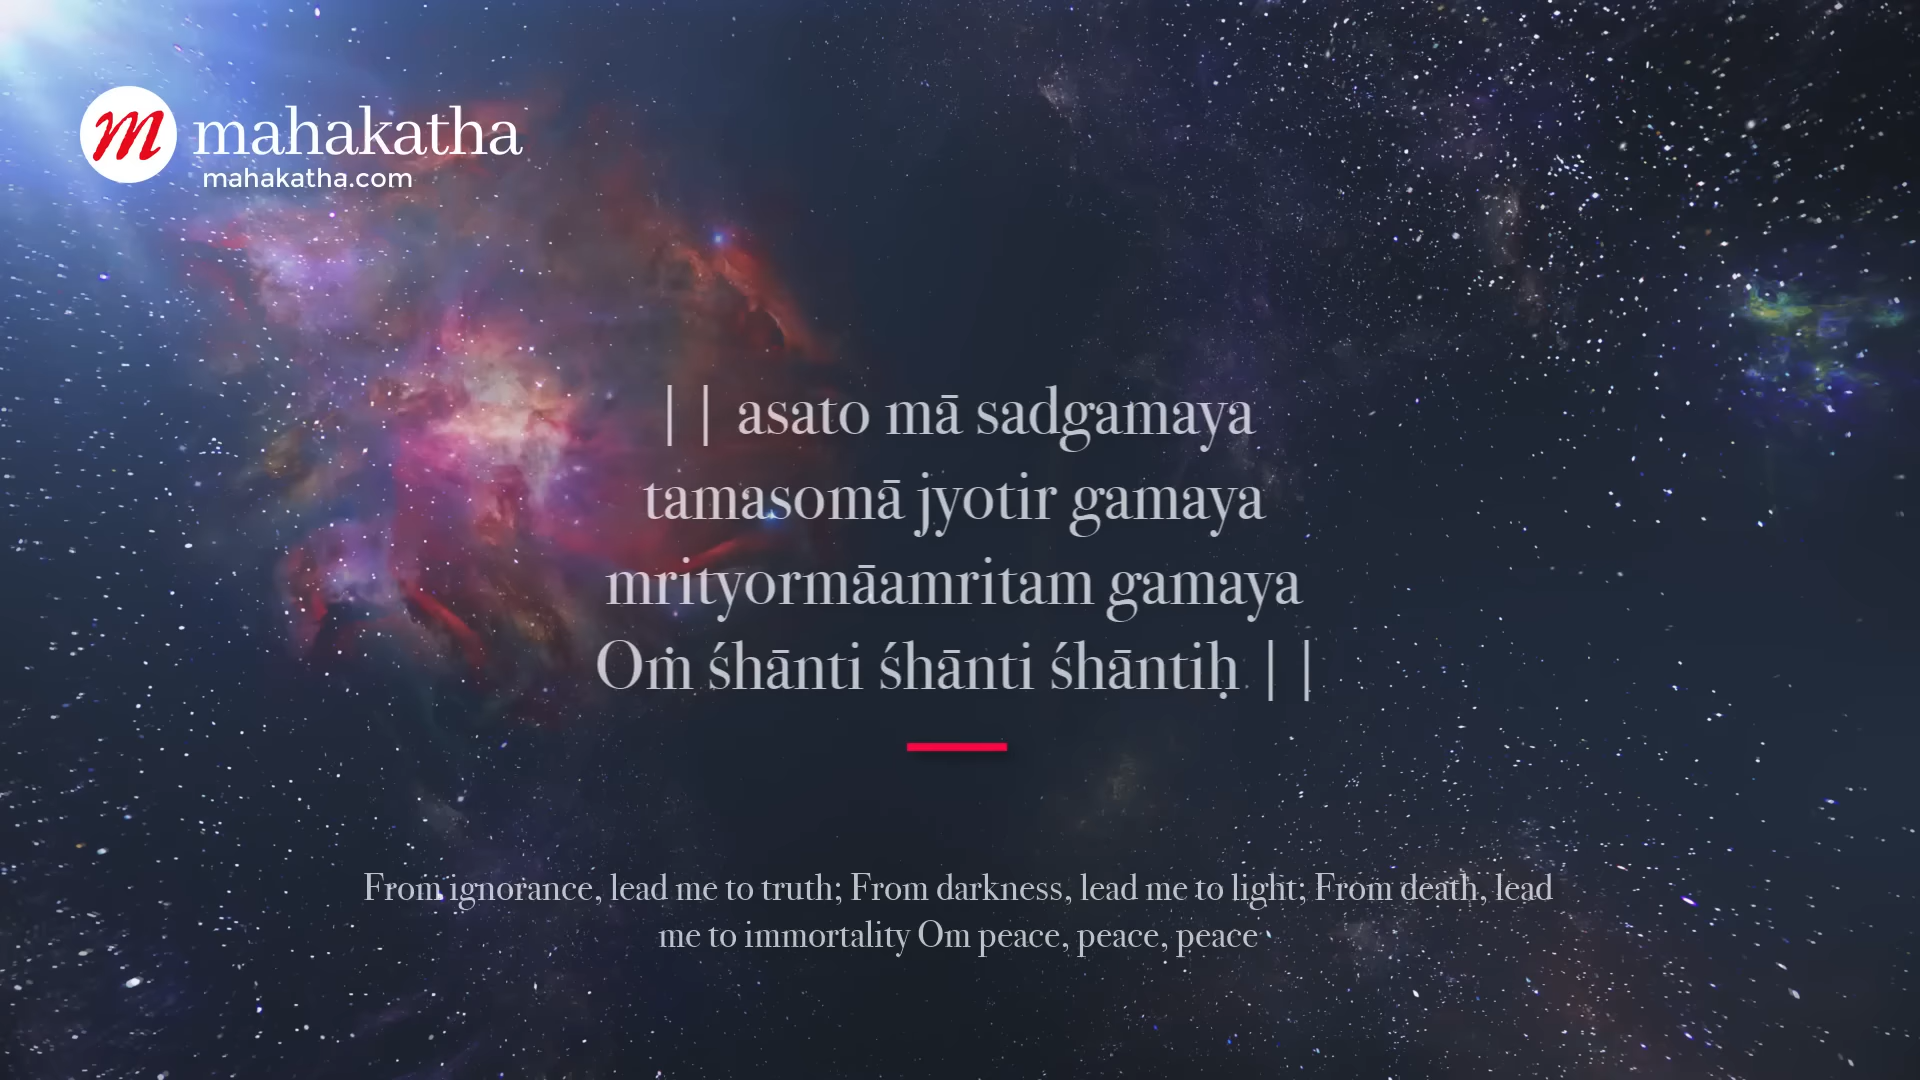 m mahakatha
mahakatha.com
|| asato mā sadgamaya
tamasomā jyotir gamaya
mrityormāamritam gamaya
Oṁ śhānti śhānti śhāntiḥ ||
From ignorance, lead me to truth; From darkness, lead me to light; From death, lead
me to immortality Om peace, peace, peace